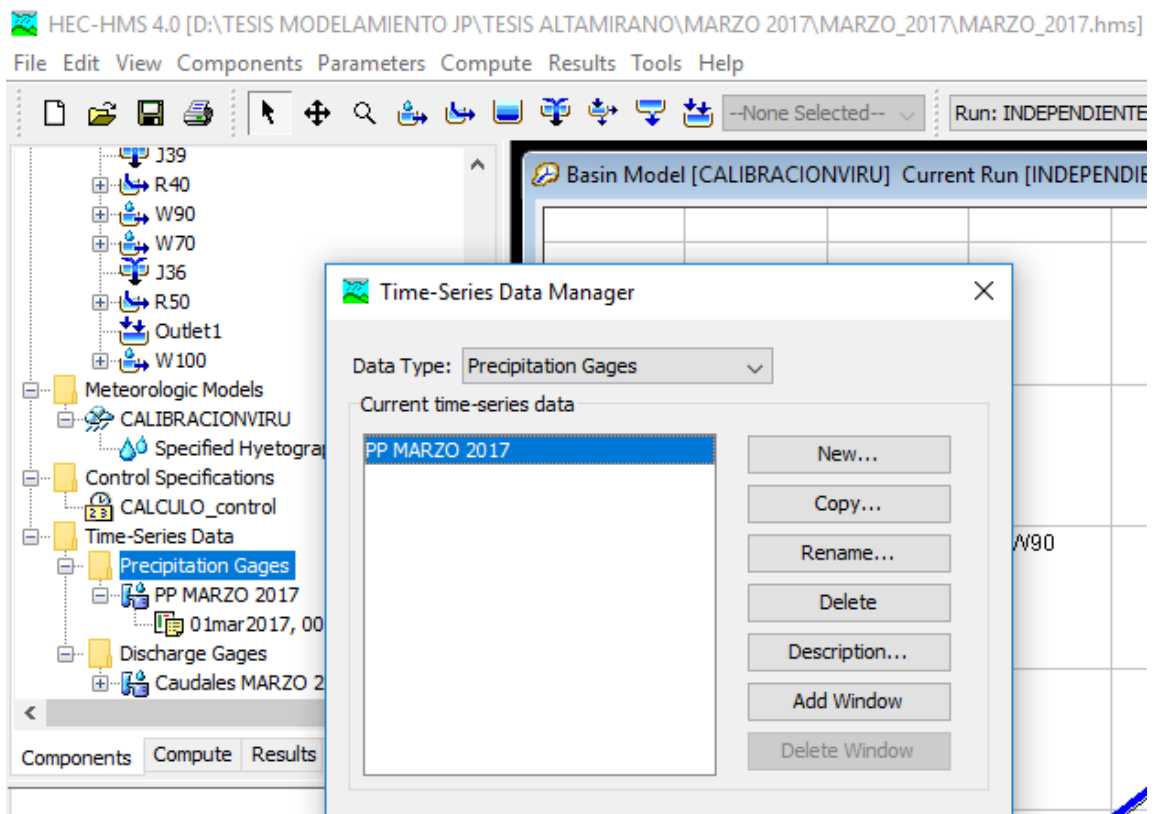 HEC-HMS 4.0 [D:\TESIS MODELAMIENTO JP\TESIS ALTAMIRANO\MARZO 2017\MARZO_2017\MARZO_2017.hms]
File Edit View Components Parameters Compute Results Tools Help
--None Selected--
Run: INDEPENDIENTE
J39
R40
W90
W70
J36
R50
Outlet1
W100
Meteorologic Models
CALIBRACIONVIRU
Specified Hyetogra
Control Specifications
CALCULO_control
Time-Series Data
Precipitation Gages
PP MARZO 2017
01mar2017, 00
Discharge Gages
Caudales MARZO 2
Components Compute Results
Basin Model [CALIBRACIONVIRU] Current Run [INDEPENDIE
W90
Time-Series Data Manager
Data Type: Precipitation Gages
Current time-series data
PP MARZO 2017
New...
Copy...
Rename...
Delete
Description...
Add Window
Delete Window